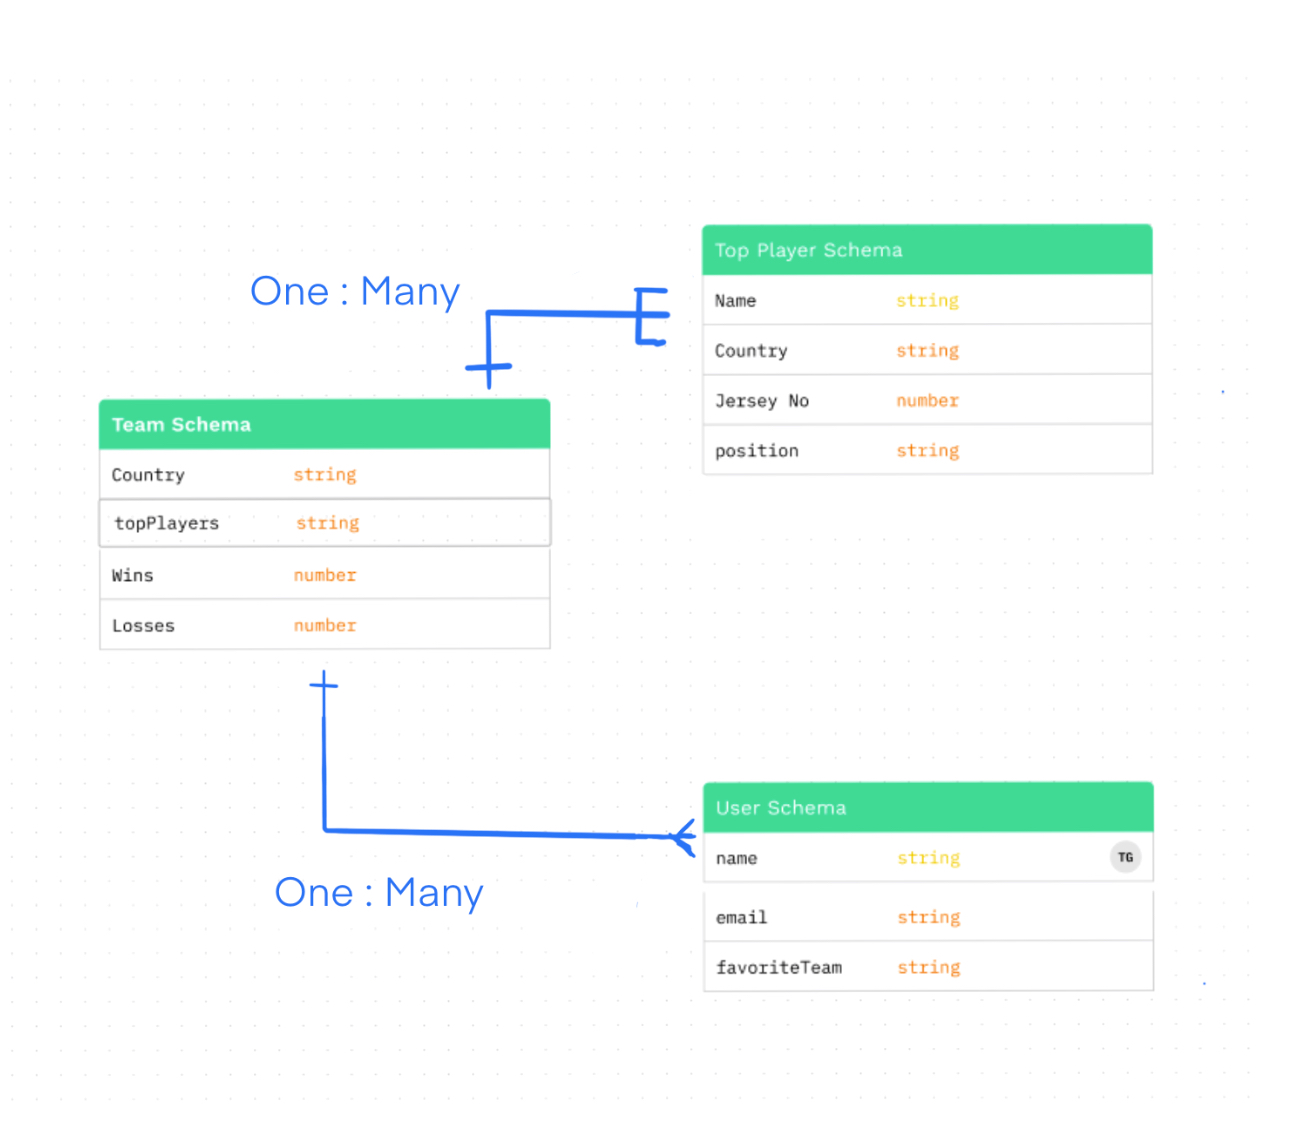 One : Many
Top Player Schema
Name string
Country string
Jersey No number
position string
Team Schema
Country string
topPlayers string
Wins number
Losses number
One : Many
User Schema
name string TG
email string
favoriteTeam string